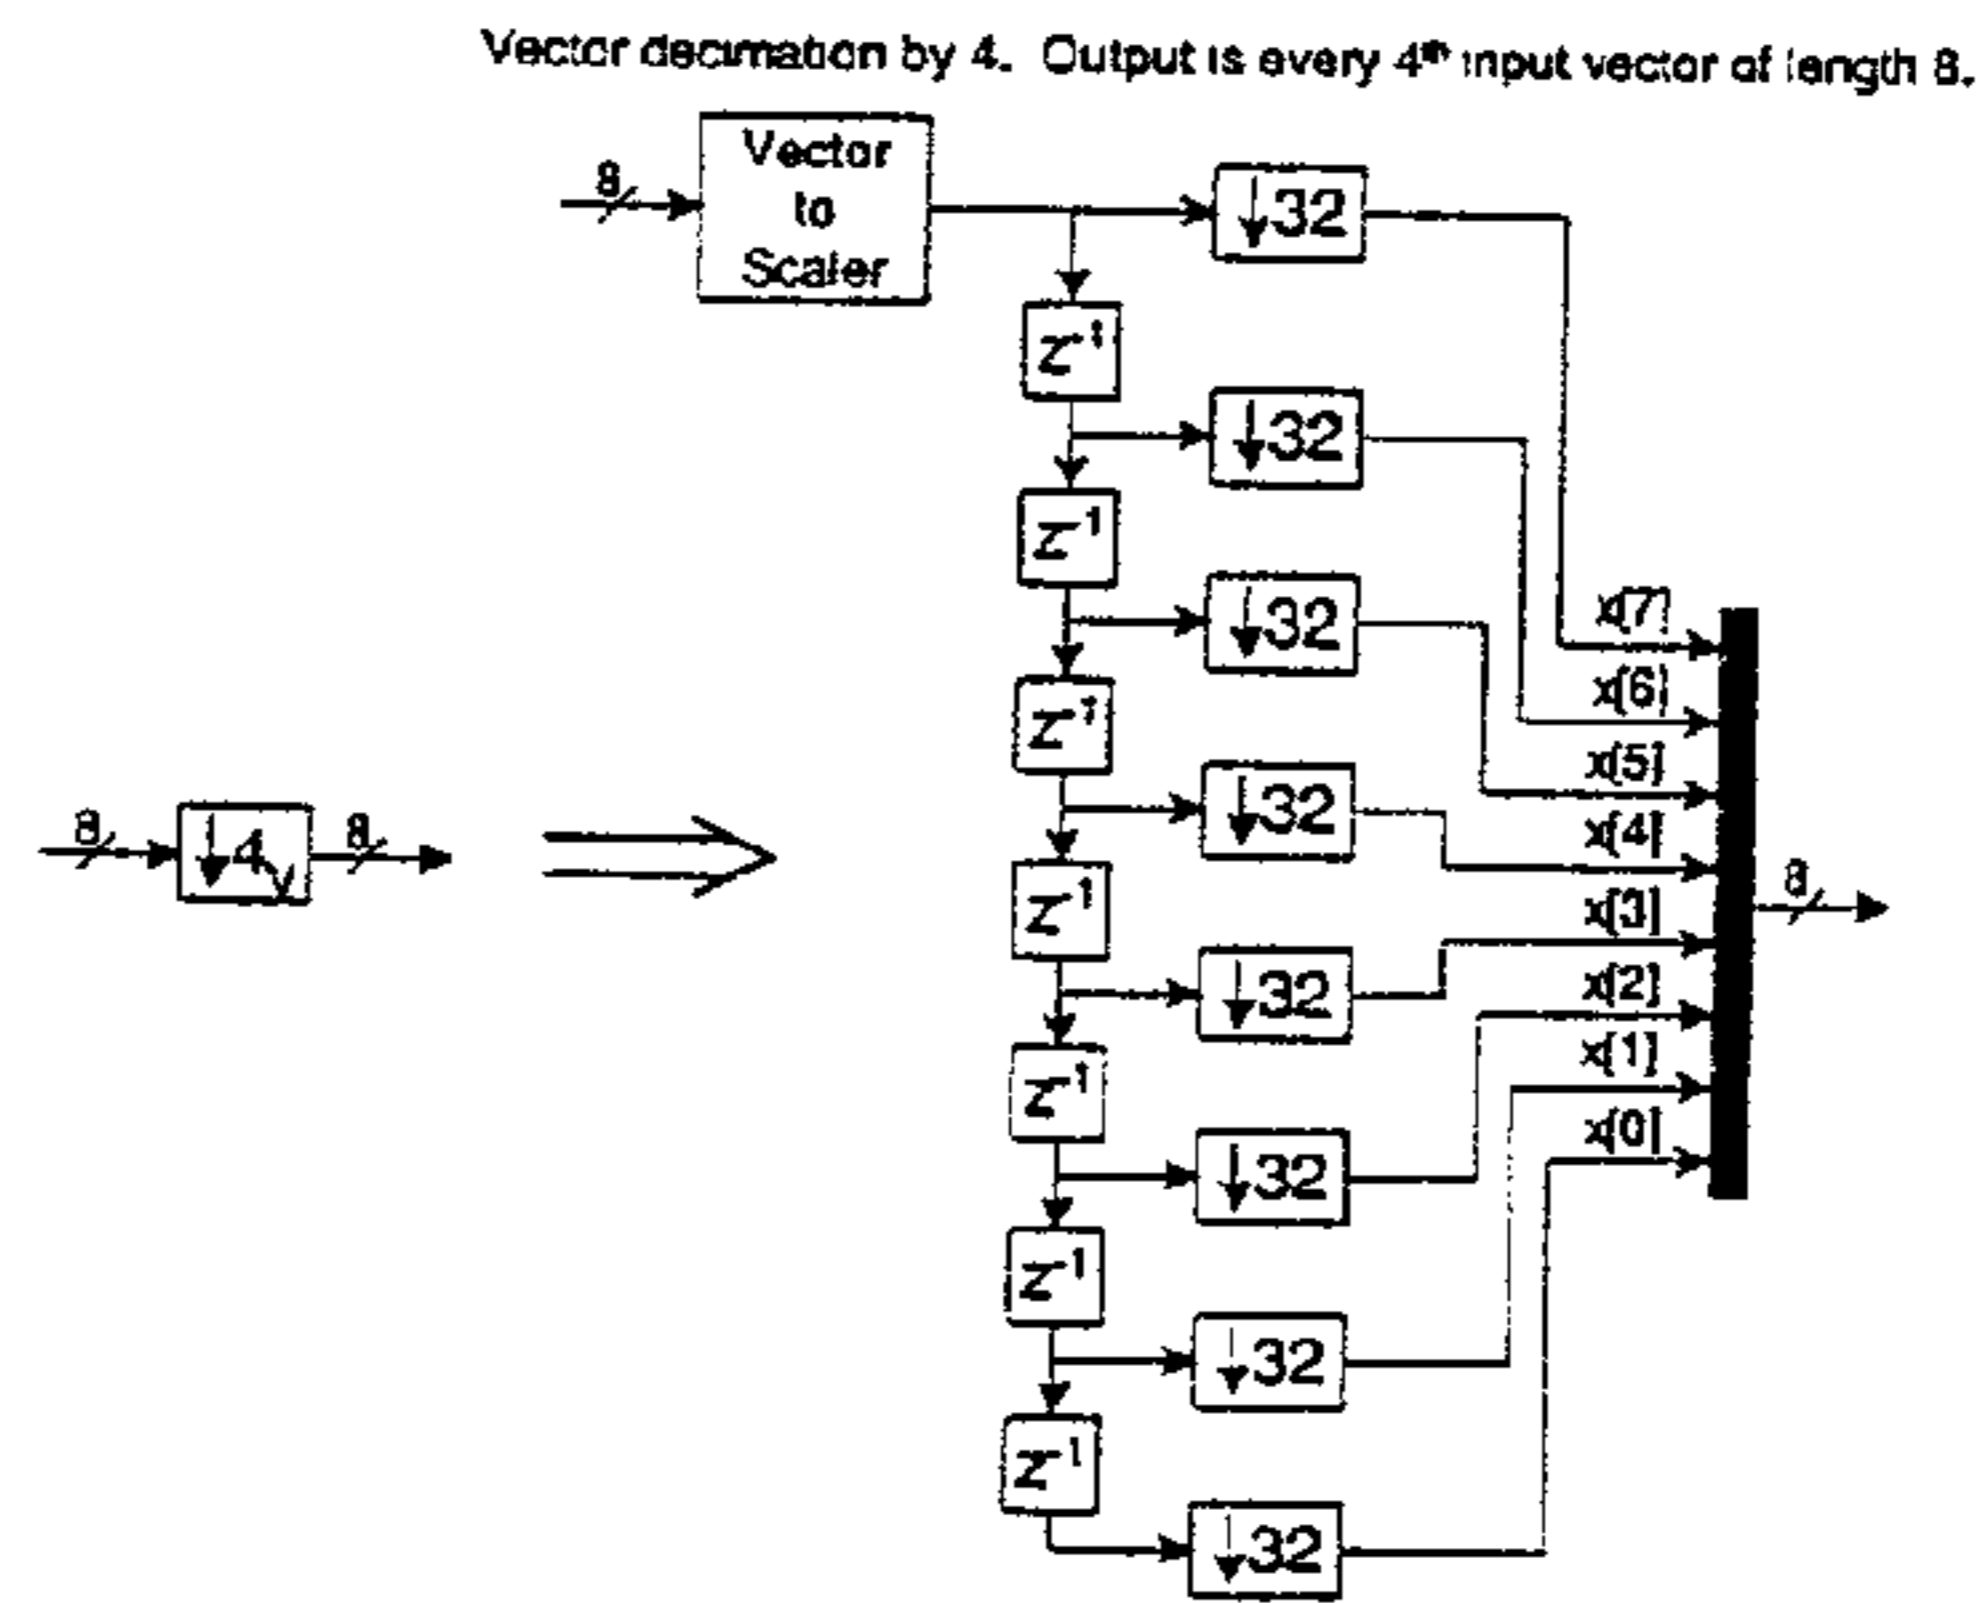 Vector decimation by 4. Output is every 4th input vector of length 8.
8
Vector
to
Scaler
↓32
z⁻¹
↓32
z⁻¹
↓32
z⁻¹
↓32
z⁻¹
↓32
z⁻¹
↓32
z⁻¹
↓32
z⁻¹
↓32
x[7]
x[6]
x[5]
x[4]
x[3]
x[2]
x[1]
x[0]
8
8
↓4v
8